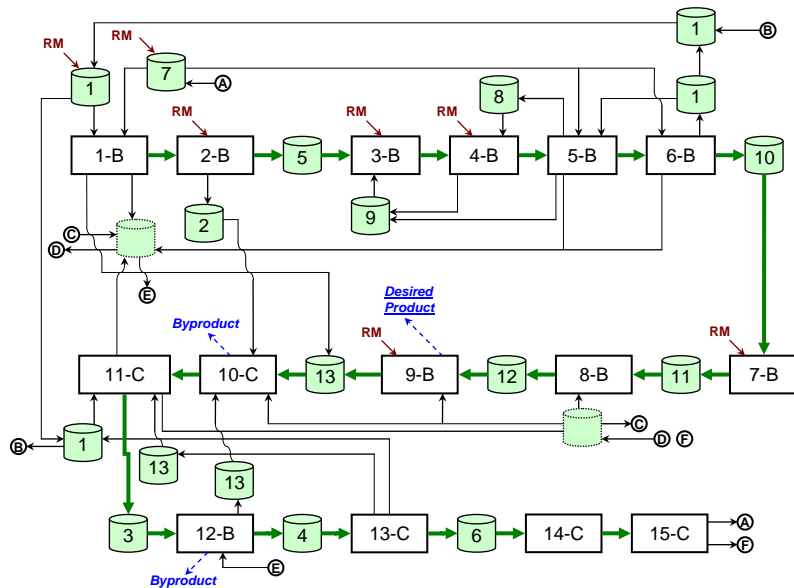 1
B
RM
RM
1
7
A
8
1
RM
RM
RM
1-B
2-B
5
3-B
4-B
5-B
6-B
10
2
9
C
D
E
Desired
Product
Byproduct
RM
RM
11-C
10-C
13
9-B
12
8-B
11
7-B
C
D F
B
1
13
13
3
12-B
4
13-C
6
14-C
15-C
A
F
Byproduct
E